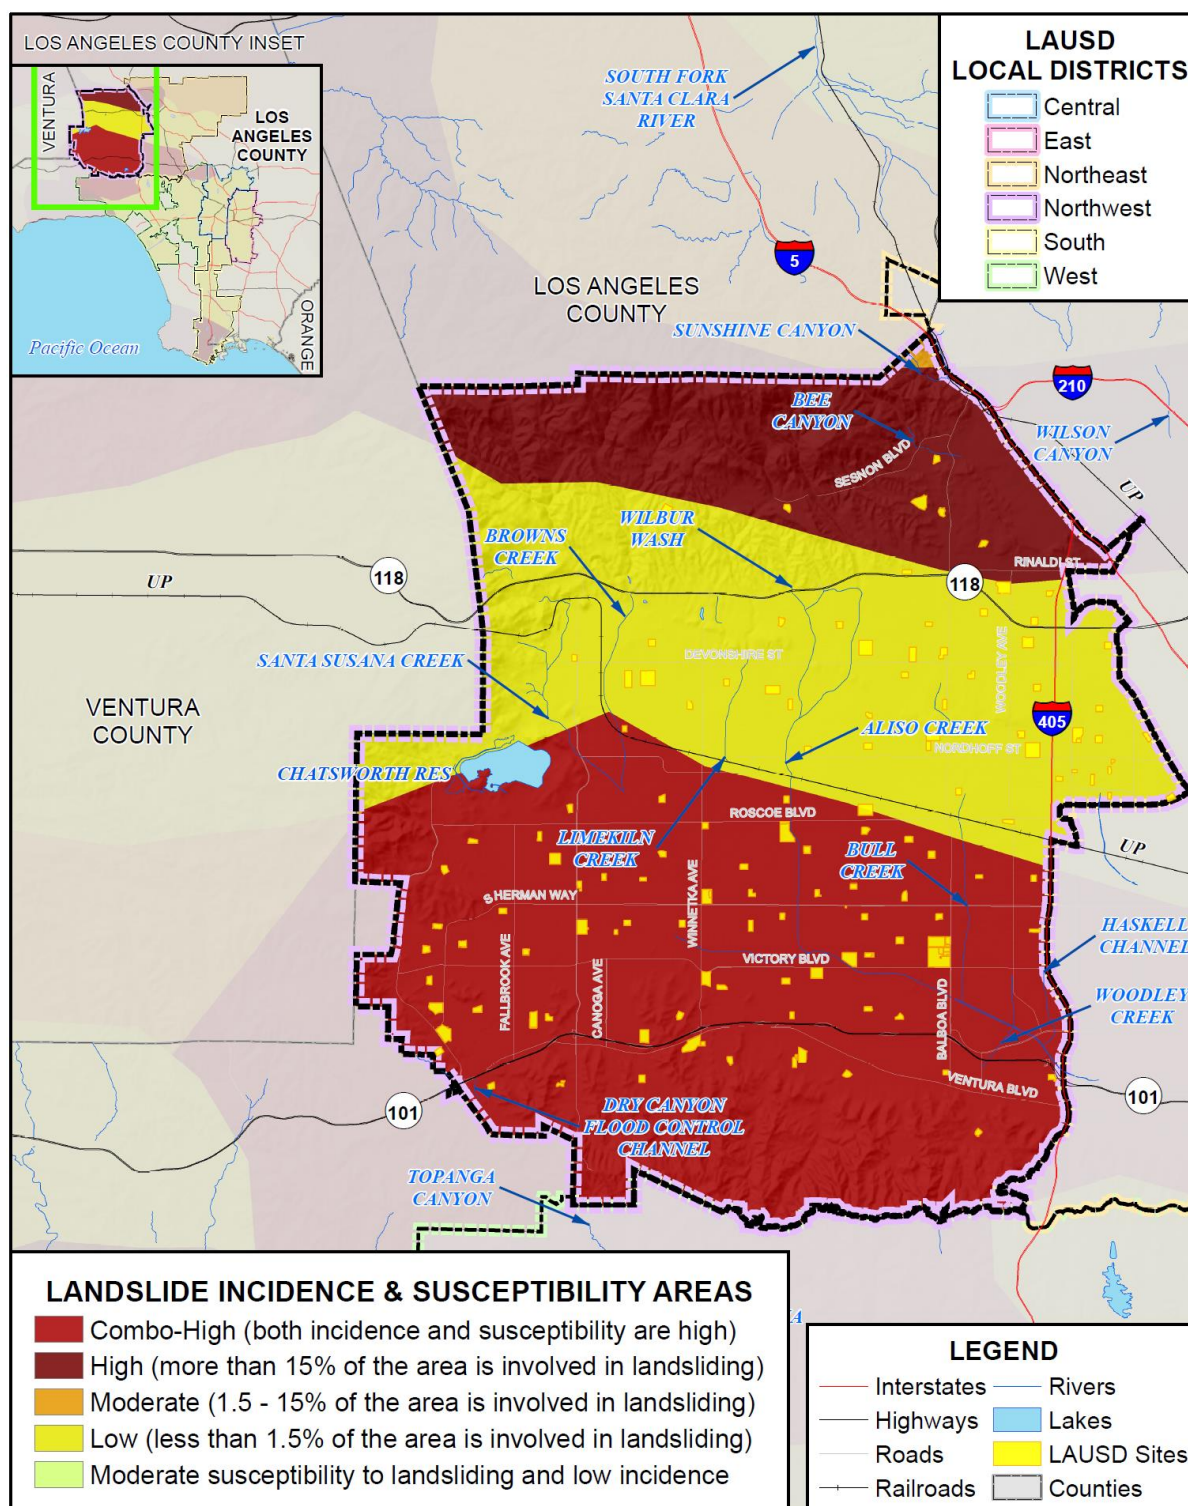 LOS ANGELES COUNTY INSET
VENTURA
LOS
ANGELES
COUNTY
ORANGE
Pacific Ocean
SOUTH FORK
SANTA CLARA
RIVER
LAUSD
LOCAL DISTRICTS
Central
East
Northeast
Northwest
South
West
5
LOS ANGELES
COUNTY
SUNSHINE CANYON
210
BEE
CANYON
WILSON
CANYON
SESNON BLVD
UP
WILBUR
WASH
BROWNS
CREEK
RINALDI ST
118
UP
118
DEVONSHIRE ST
WOODLEY AVE
SANTA SUSANA CREEK
VENTURA
COUNTY
405
ALISO CREEK
NORDHOFF ST
CHATSWORTH RES
ROSCOE BLVD
LIMEKILN
CREEK
BULL
CREEK
UP
SHERMAN WAY
WINNETKA AVE
HASKELL
CHANNEL
FALLBROOK AVE
CANOGA AVE
VICTORY BLVD
BALBOA BLVD
WOODLEY
CREEK
VENTURA BLVD
101
101
DRY CANYON
FLOOD CONTROL
CHANNEL
TOPANGA
CANYON
LANDSLIDE INCIDENCE & SUSCEPTIBILITY AREAS
Combo-High (both incidence and susceptibility are high)
High (more than 15% of the area is involved in landsliding)
Moderate (1.5 - 15% of the area is involved in landsliding)
Low (less than 1.5% of the area is involved in landsliding)
Moderate susceptibility to landsliding and low incidence
LEGEND
Interstates
Rivers
Highways
Lakes
Roads
LAUSD Sites
Railroads
Counties